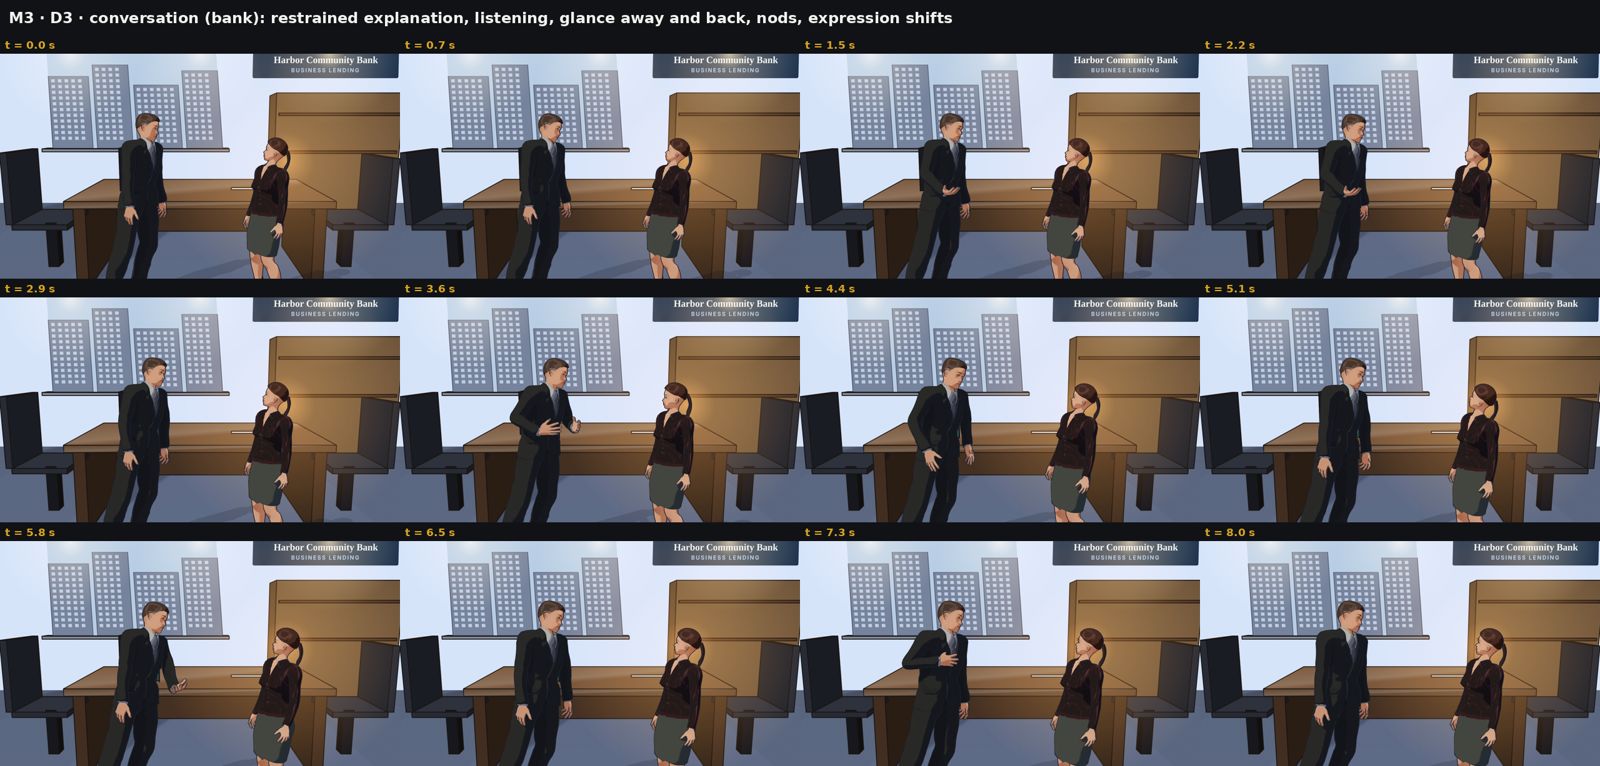 M3 · D3 · conversation (bank): restrained explanation, listening, glance away and back, nods, expression shifts
t = 0.0 s
t = 0.7 s
t = 1.5 s
t = 2.2 s
Harbor Community Bank
BUSINESS LENDING
Harbor Community Bank
BUSINESS LENDING
Harbor Community Bank
BUSINESS LENDING
Harbor Community Bank
BUSINESS LENDING
t = 2.9 s
t = 3.6 s
t = 4.4 s
t = 5.1 s
Harbor Community Bank
BUSINESS LENDING
Harbor Community Bank
BUSINESS LENDING
Harbor Community Bank
BUSINESS LENDING
Harbor Community Bank
BUSINESS LENDING
t = 5.8 s
t = 6.5 s
t = 7.3 s
t = 8.0 s
Harbor Community Bank
BUSINESS LENDING
Harbor Community Bank
BUSINESS LENDING
Harbor Community Bank
BUSINESS LENDING
Harbor Community Bank
BUSINESS LENDING